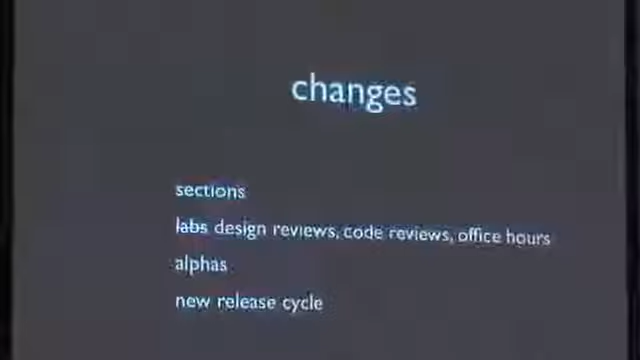 changes
sections
labs design reviews, code reviews, office hours
alphas
new release cycle